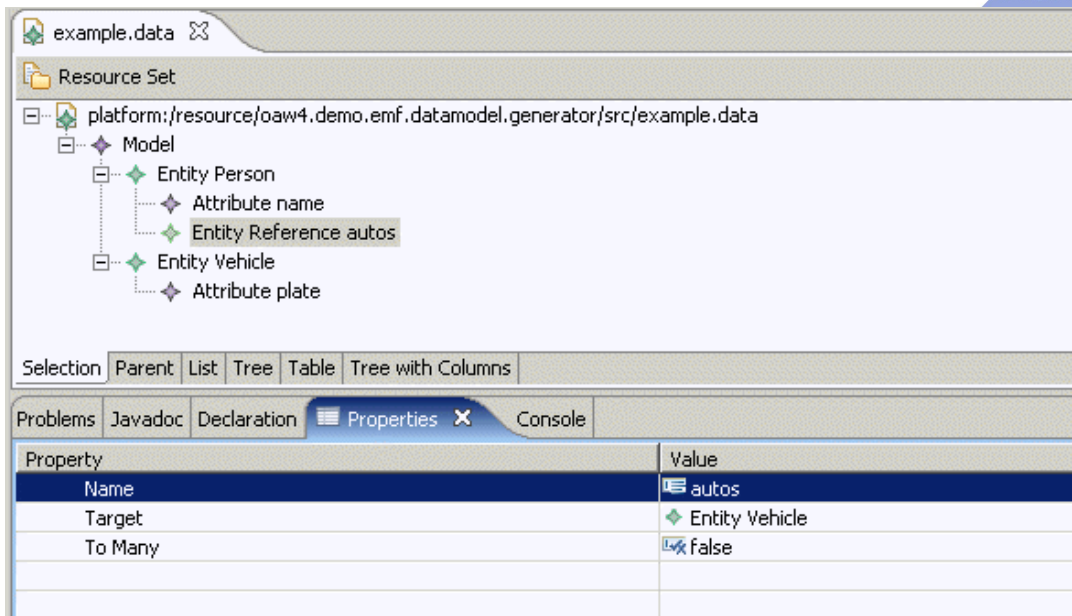 example.data
Resource Set
platform:/resource/oaw4.demo.emf.datamodel.generator/src/example.data
Model
Entity Person
Attribute name
Entity Reference autos
Entity Vehicle
Attribute plate
Selection Parent List Tree Table Tree with Columns
Problems Javadoc Declaration Properties Console
Property Value
Name autos
Target Entity Vehicle
To Many false